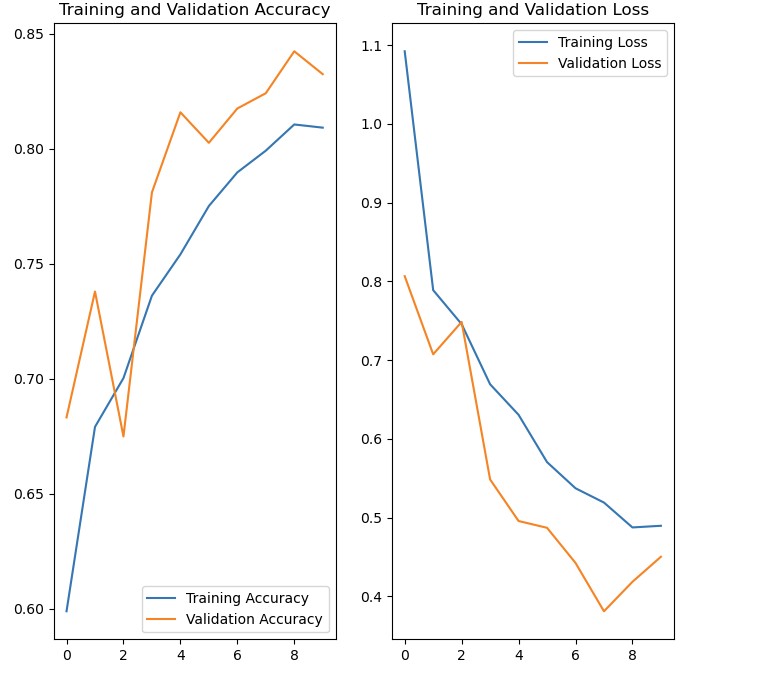 Training and Validation Accuracy
0.85
0.80
0.75
0.70
0.65
0.60
Training Accuracy
Validation Accuracy
0 2 4 6 8
Training and Validation Loss
1.1
1.0
0.9
0.8
0.7
0.6
0.5
0.4
Training Loss
Validation Loss
0 2 4 6 8